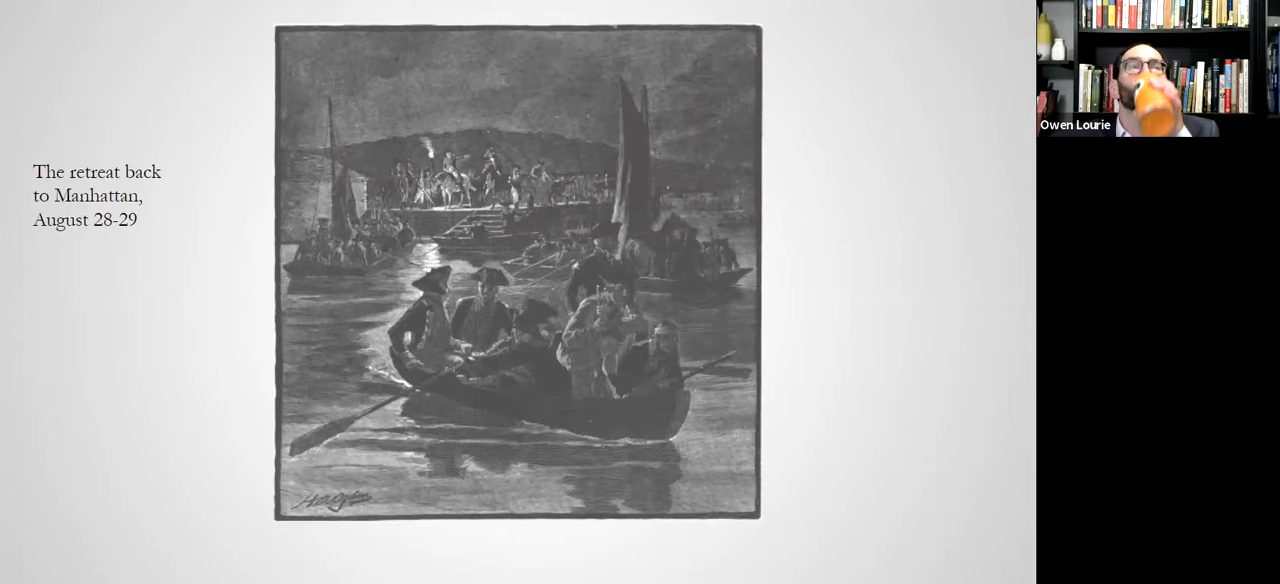 The retreat back
to Manhattan,
August 28-29
Owen Lourie